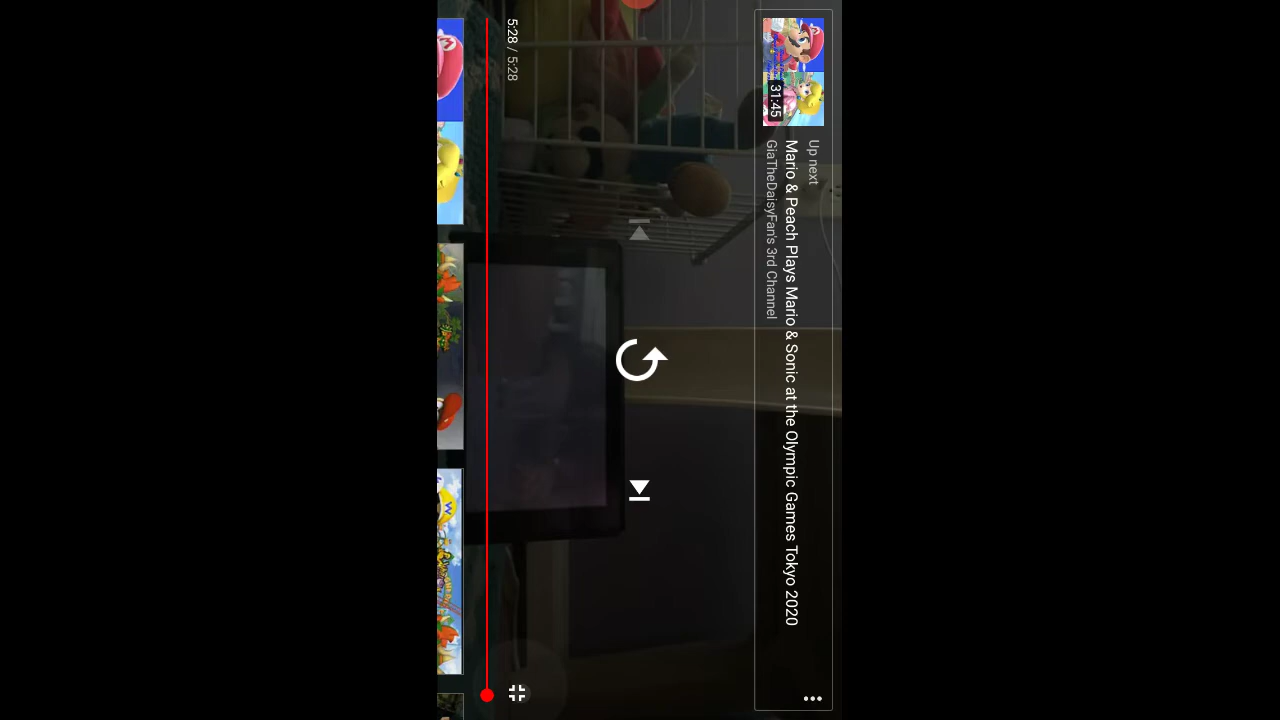 Up next
Mario & Peach Plays Mario & Sonic at the Olympic Games Tokyo 2020
GiaTheDaisyFan's 3rd Channel
31:45
5:28 / 5:28